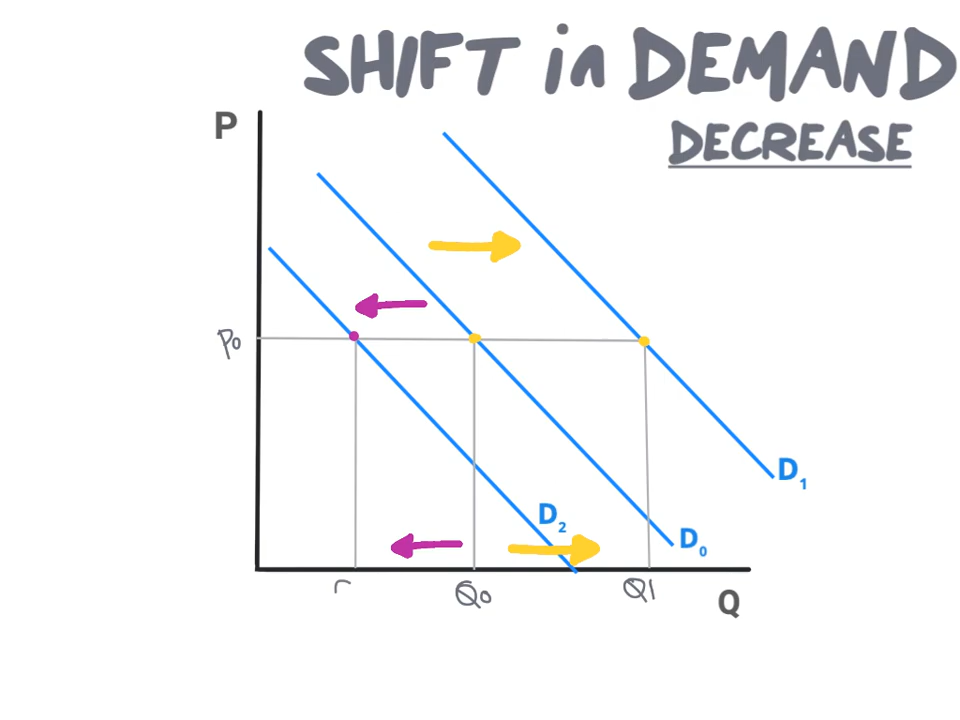 SHIFT in DEMAND
DECREASE
P
P0
D1
D2
D0
Q0
Q1
Q